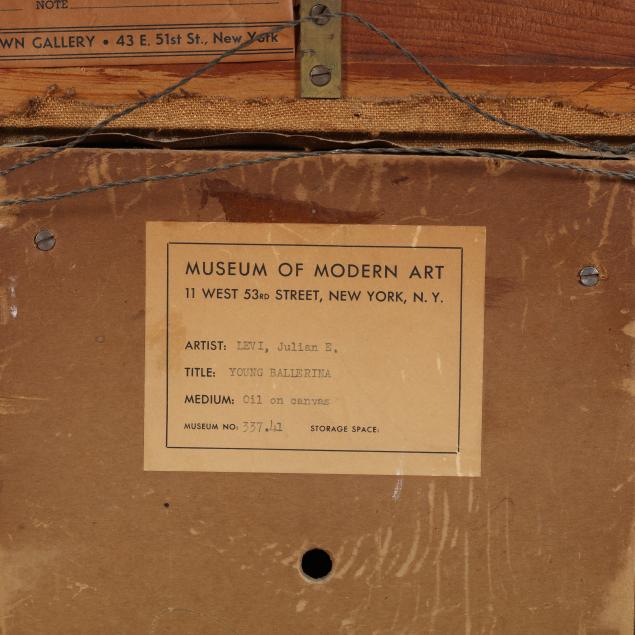 NOTE
WN GALLERY • 43 E. 51st St., New York
MUSEUM OF MODERN ART
11 WEST 53RD STREET, NEW YORK, N. Y.
ARTIST: LEVI, Julian E.
TITLE: YOUNG BALLERINA
MEDIUM: Oil on canvas
MUSEUM NO: 337.41 STORAGE SPACE: